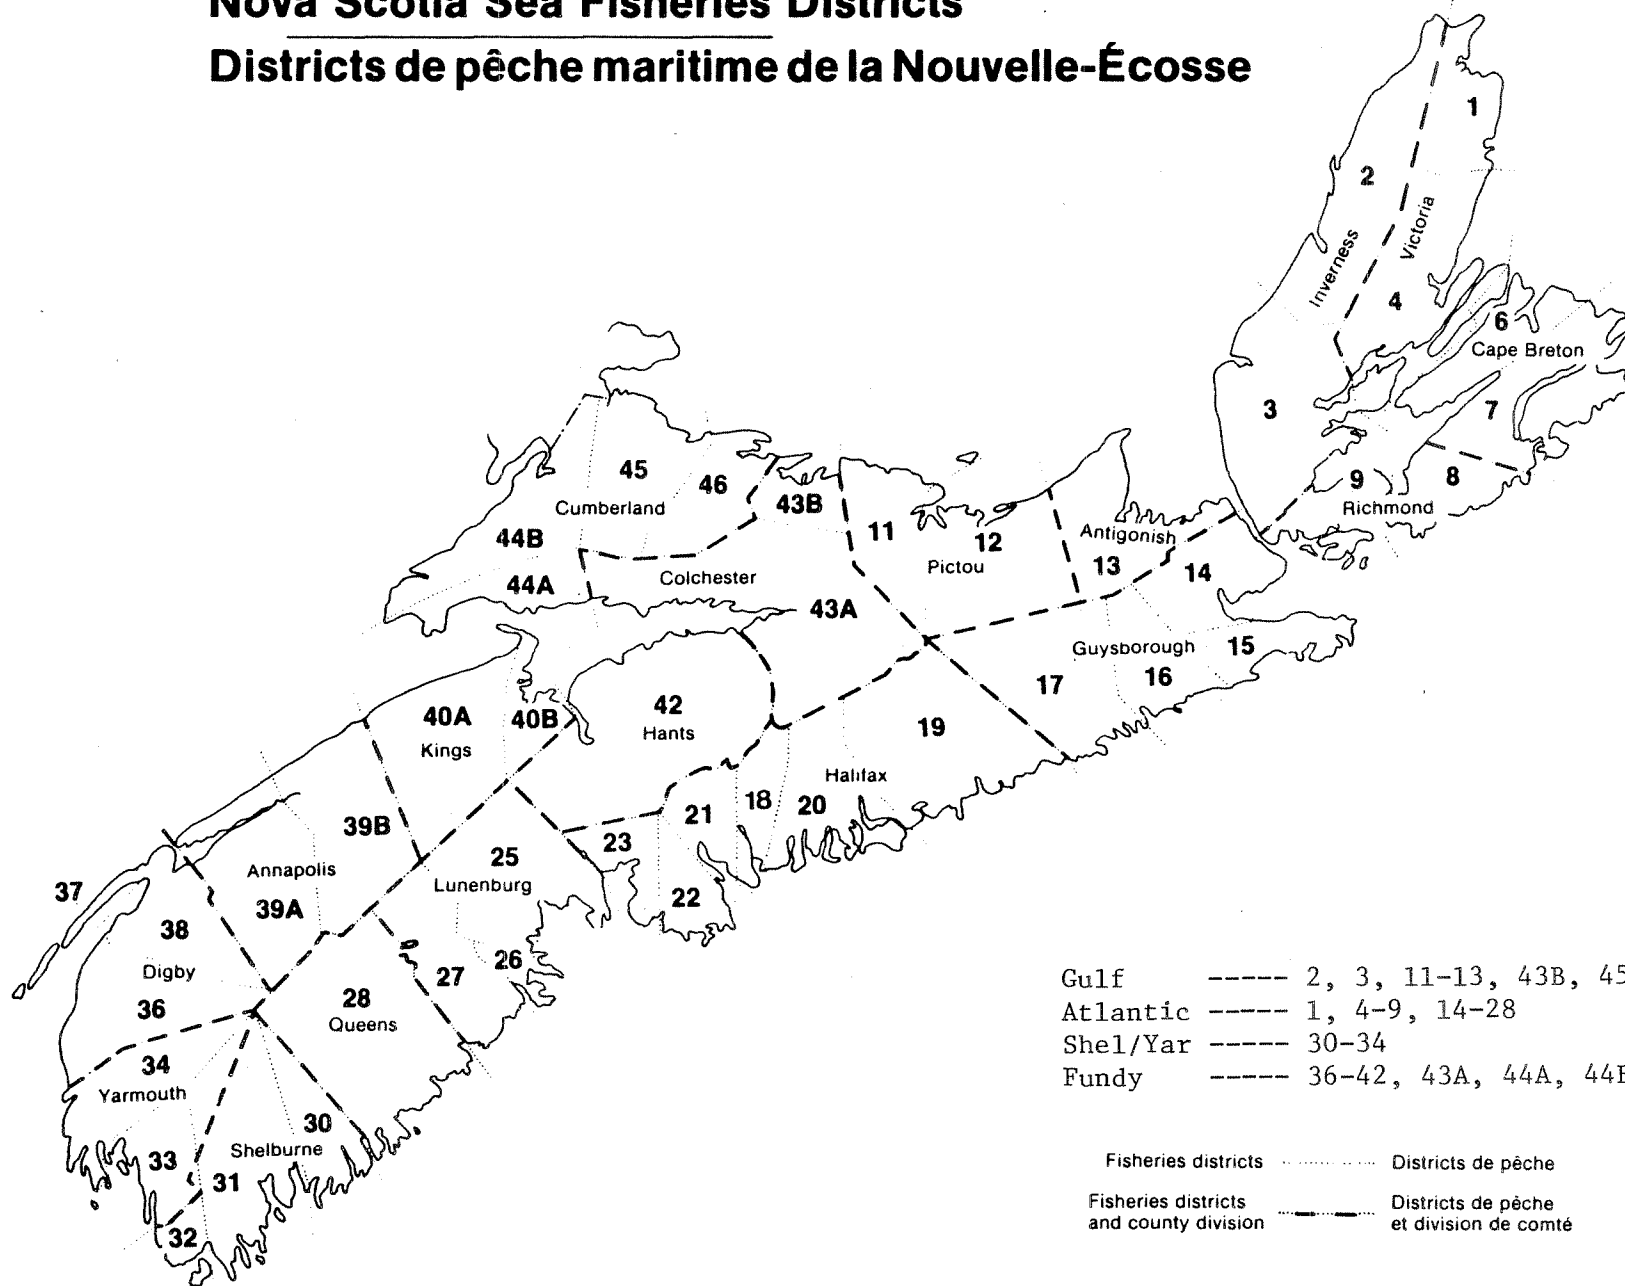 Nova Scotia Sea Fisheries Districts
Districts de pêche maritime de la Nouvelle-Écosse
1
2
Inverness
Victoria
4
6
Cape Breton
3
7
9
8
Richmond
45
46
43B
Cumberland
11
12
Antigonish
44B
Pictou
13
14
44A
Colchester
43A
Guysborough
15
16
17
40A
40B
42
Kings
Hants
19
Halifax
39B
21
18
20
23
25
Annapolis
Lunenburg
37
39A
22
38
26
Digby
27
36
28
Queens
34
Yarmouth
30
Shelburne
33
31
32
Gulf ----- 2, 3, 11-13, 43B, 45
Atlantic ----- 1, 4-9, 14-28
Shel/Yar ----- 30-34
Fundy ----- 36-42, 43A, 44A,
Fisheries districts Districts de pêche
Fisheries districts Districts de pêche
and county division et division de comté